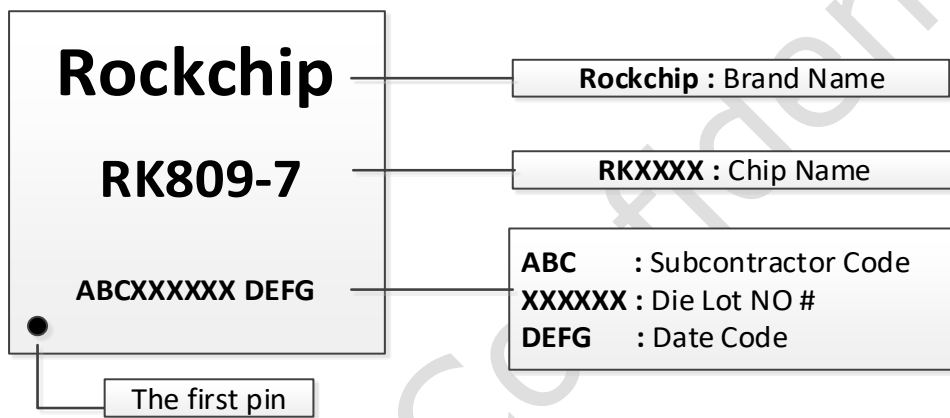 Rockchip
Rockchip : Brand Name
RK809-7
RKXXXX : Chip Name
ABCXXXXXX DEFG
ABC : Subcontractor Code
XXXXXX : Die Lot NO #
DEFG : Date Code
The first pin